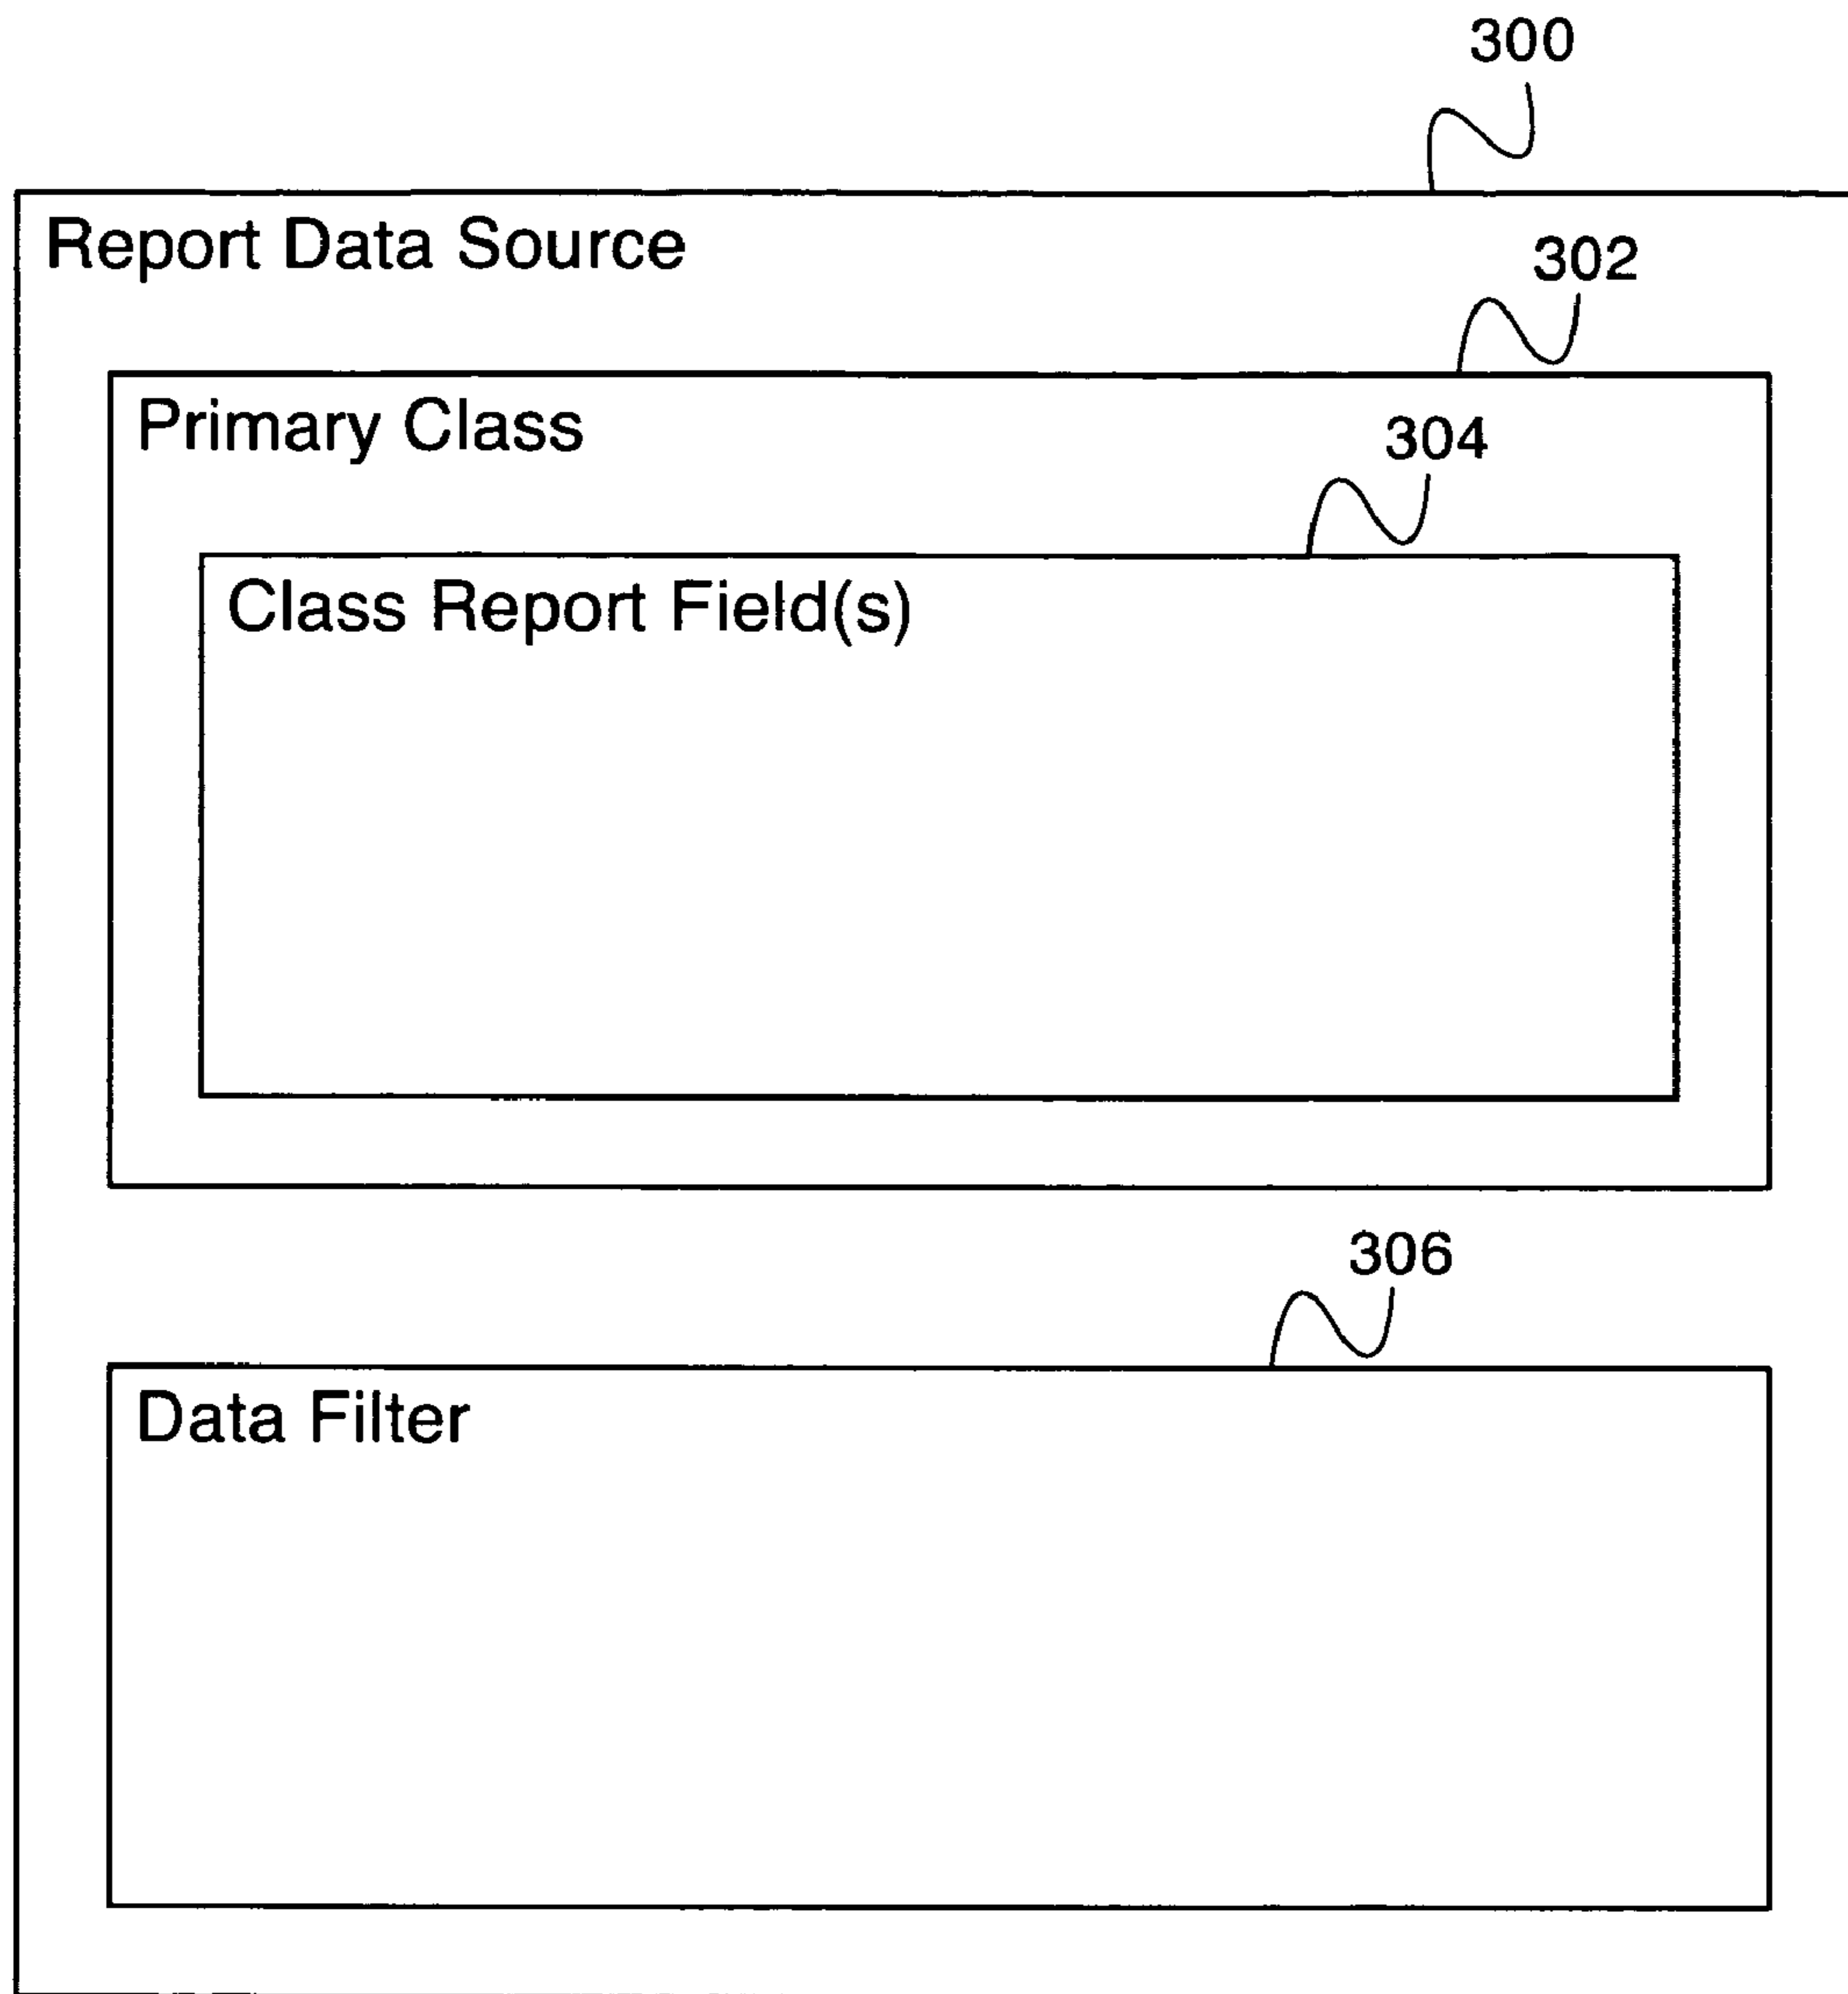 300
Report Data Source
302
Primary Class
304
Class Report Field(s)
306
Data Filter